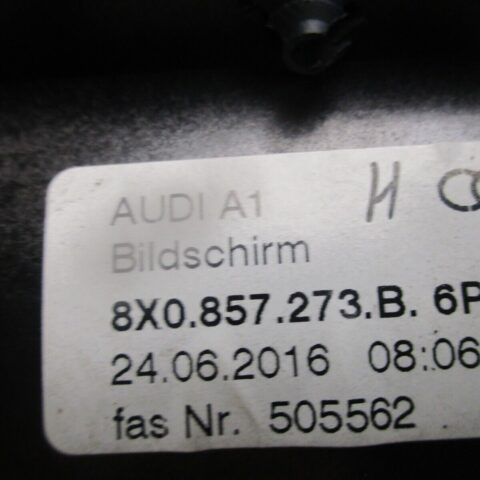 AUDI A1 H
Bildschirm
8X0.857.273.B. 6P
24.06.2016 08:06
fas Nr. 505562